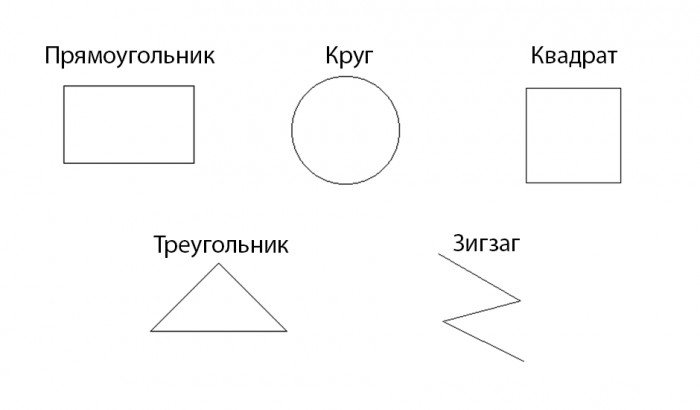 Прямоугольник
Круг
Квадрат
Треугольник
Зигзаг